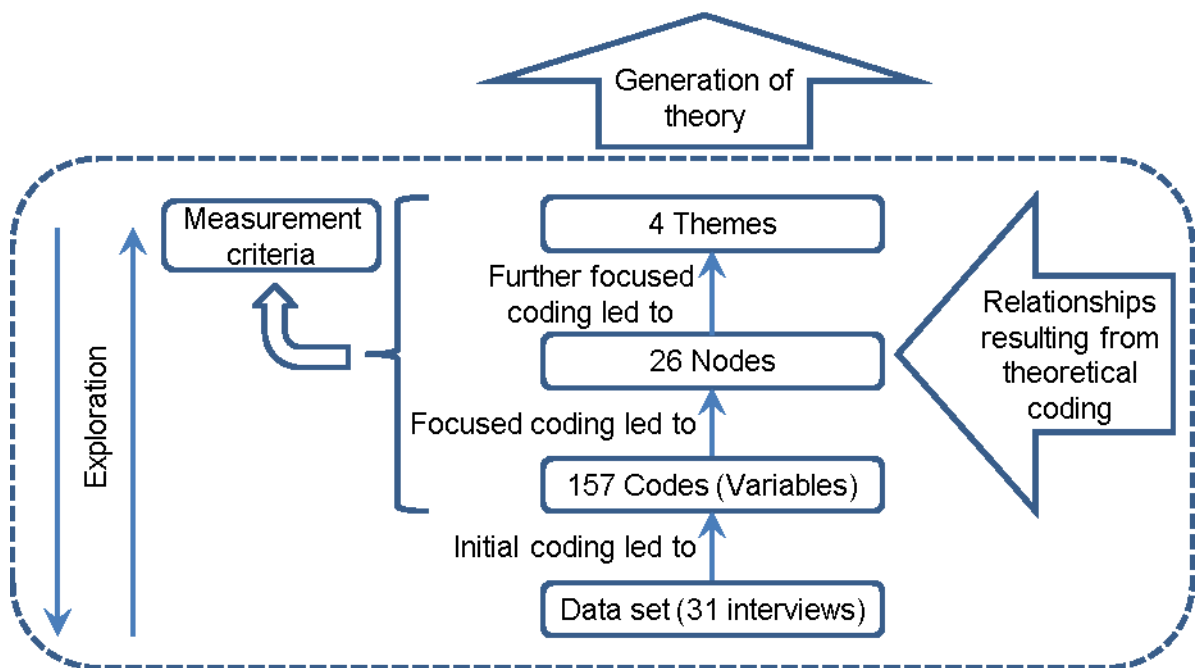 Generation of
theory
Measurement
criteria
4 Themes
Further focused
coding led to
26 Nodes
Focused coding led to
157 Codes (Variables)
Initial coding led to
Data set (31 interviews)
Exploration
Relationships
resulting from
theoretical
coding